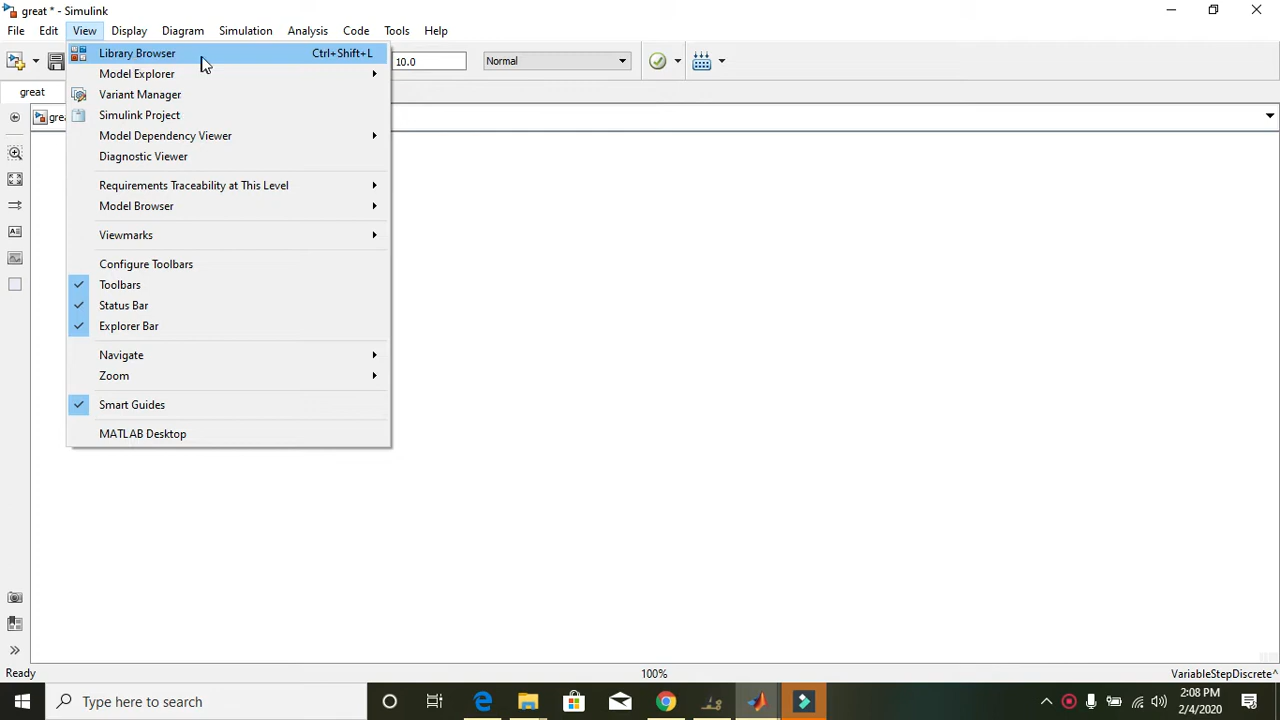 great * - Simulink
File Edit View Display Diagram Simulation Analysis Code Tools Help
10.0 Normal
great
Library Browser Ctrl+Shift+L
Model Explorer
Variant Manager
Simulink Project
Model Dependency Viewer
Diagnostic Viewer
Requirements Traceability at This Level
Model Browser
Viewmarks
Configure Toolbars
Toolbars
Status Bar
Explorer Bar
Navigate
Zoom
Smart Guides
MATLAB Desktop
Ready 100% VariableStepDiscrete
Type here to search
2:08 PM
2/4/2020